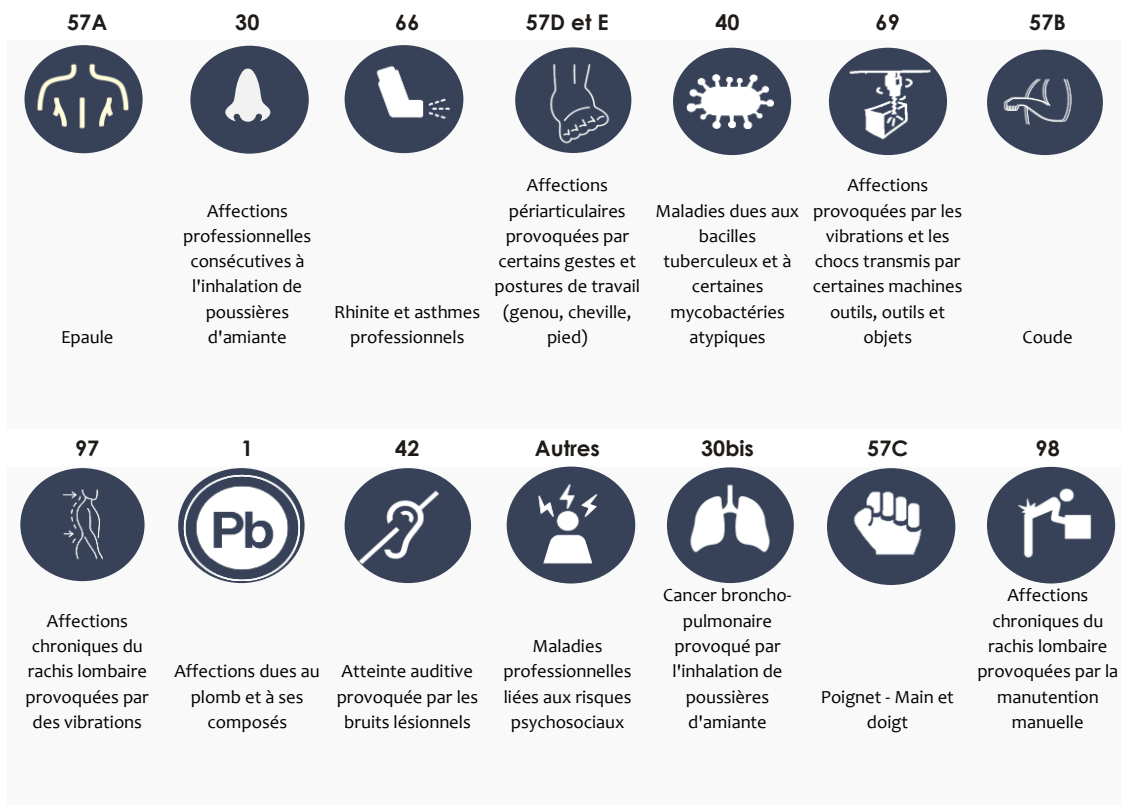 57A
30
66
57D et E
40
69
57B
Epaule
Affections
professionnelles
consécutives à
l'inhalation de
poussières
d'amiante
Rhinite et asthmes
professionnels
Affections
périarticulaires
provoquées par
certains gestes et
postures de travail
(genou, cheville,
pied)
Maladies dues aux
bacilles
tuberculeux et à
certaines
mycobactéries
atypiques
Affections
provoquées par les
vibrations et les
chocs transmis par
certaines machines
outils, outils et
objets
Coude
97
1
42
Autres
30bis
57C
98
Pb
Affections
chroniques du
rachis lombaire
provoquées par
des vibrations
Affections dues au
plomb et à ses
composés
Atteinte auditive
provoquée par les
bruits lésionnels
Maladies
professionnelles
liées aux risques
psychosociaux
Cancer broncho-
pulmonaire
provoqué par
l'inhalation de
poussières
d'amiante
Poignet - Main et
doigt
Affections
chroniques du
rachis lombaire
provoquées par la
manutention
manuelle